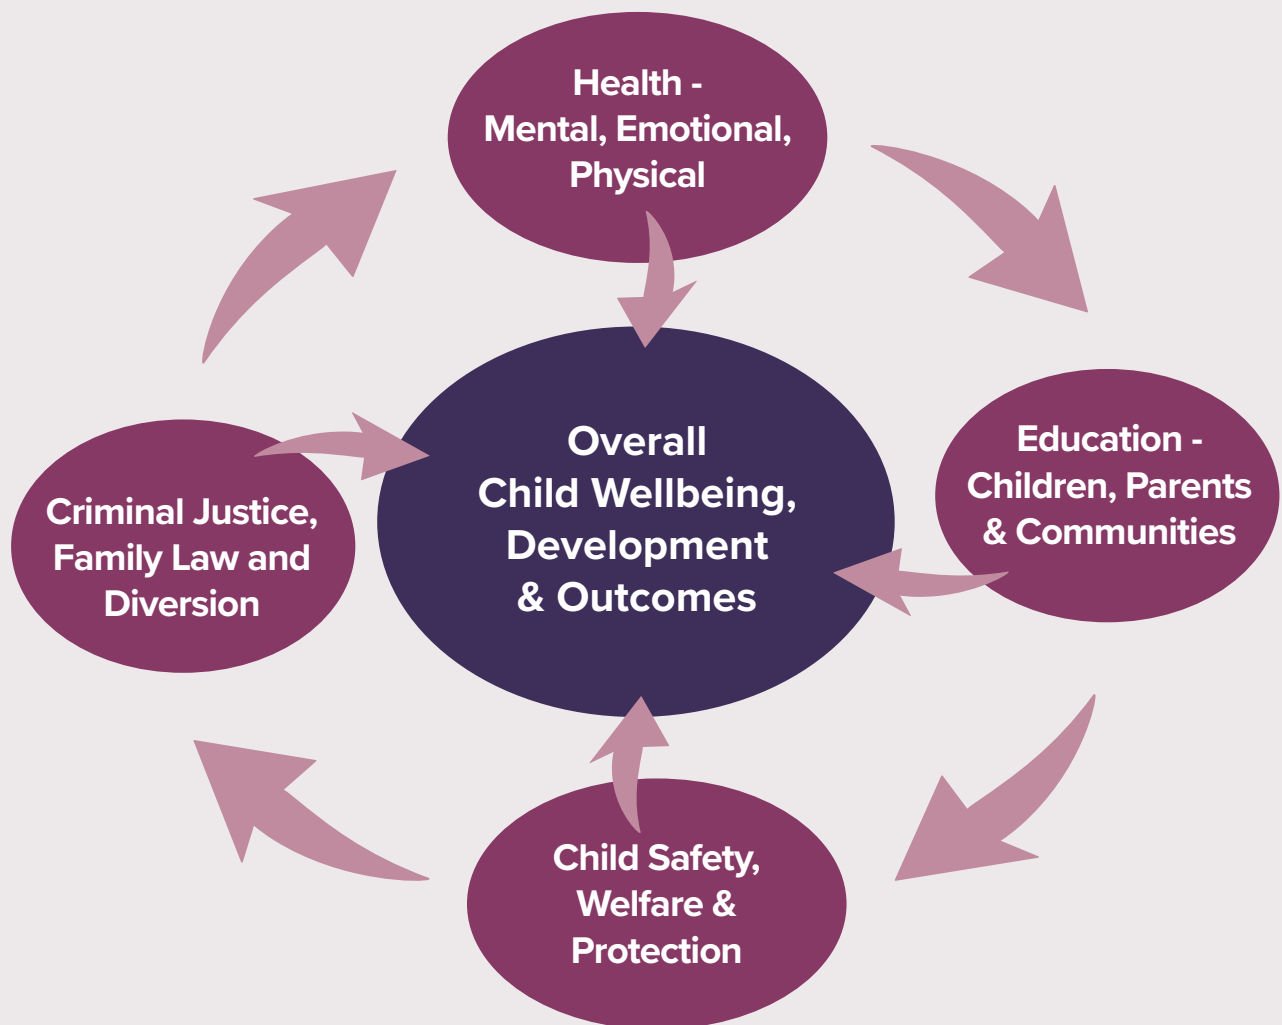 Health -
Mental, Emotional,
Physical
Overall
Child Wellbeing,
Development
& Outcomes
Education -
Children, Parents
& Communities
Criminal Justice,
Family Law and
Diversion
Child Safety,
Welfare &
Protection